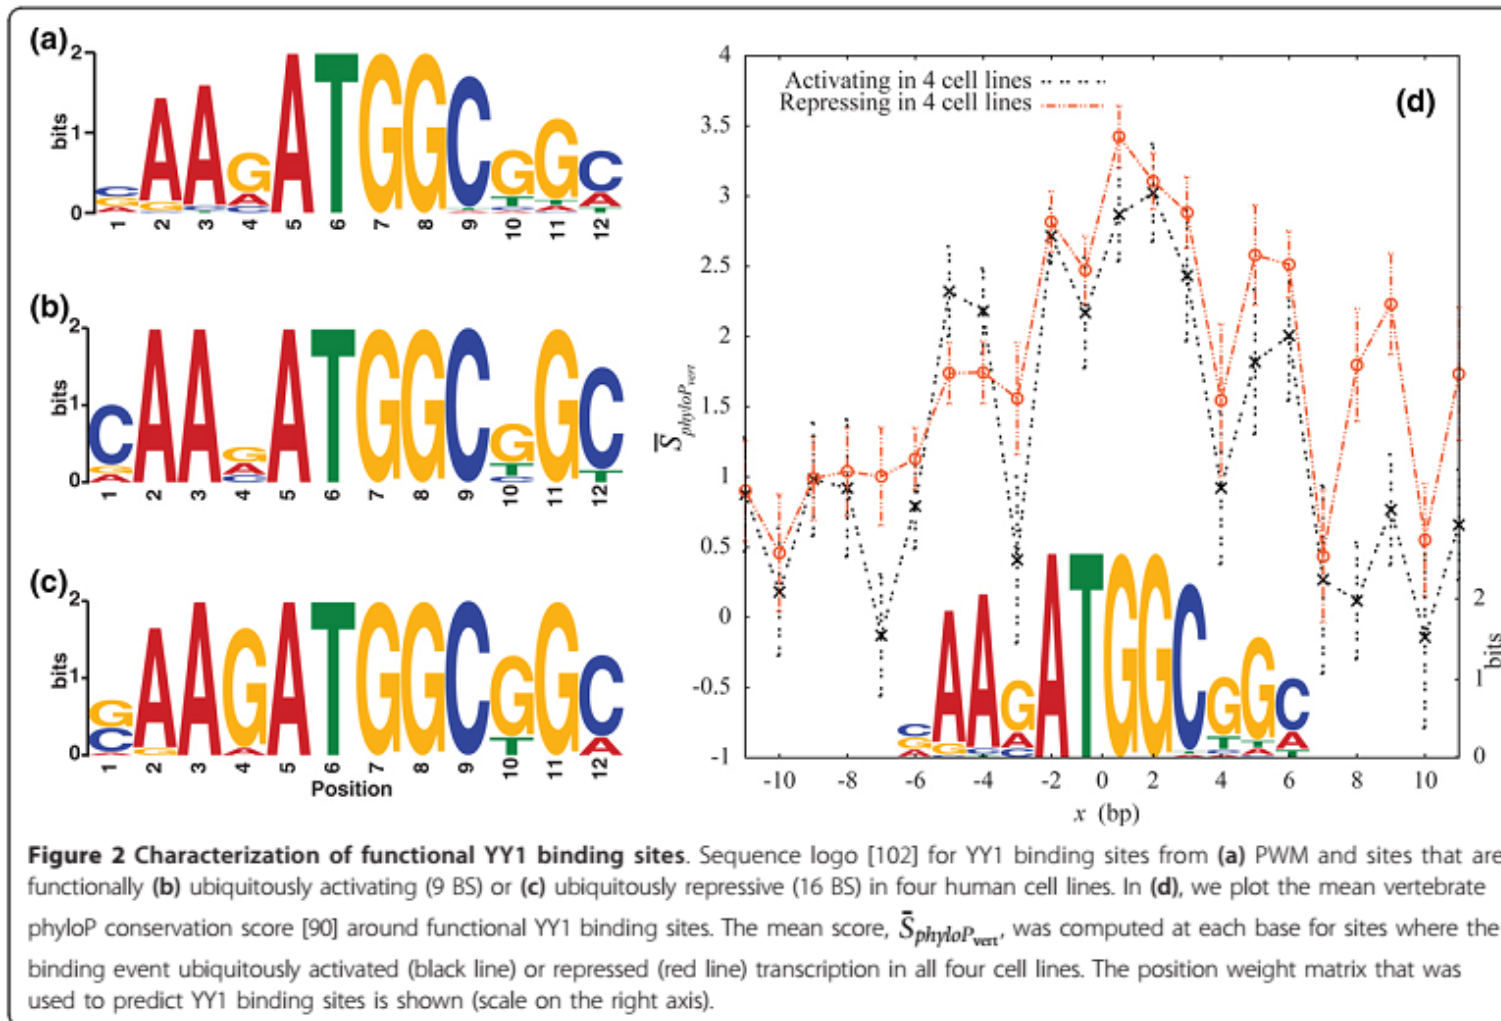 (a)
2
bits
1
0
1 2 3 4 5 6 7 8 9 10 11 12
(b)
2
bits
1
0
1 2 3 4 5 6 7 8 9 10 11 12
(c)
2
bits
1
0
1 2 3 4 5 6 7 8 9 10 11 12
Position
(d)
Activating in 4 cell lines
Repressing in 4 cell lines
4
3.5
3
2.5
2
1.5
1
0.5
0
-0.5
-1
S̅phyloPvert
-10 -8 -6 -4 -2 0 2 4 6 8 10
x (bp)
2
1
0
bits
Figure 2 Characterization of functional YY1 binding sites. Sequence logo [102] for YY1 binding sites from (a) PWM and sites that are
functionally (b) ubiquitously activating (9 BS) or (c) ubiquitously repressive (16 BS) in four human cell lines. In (d), we plot the mean vertebrate
phyloP conservation score [90] around functional YY1 binding sites. The mean score, S̅phyloPvert, was computed at each base for sites where the
binding event ubiquitously activated (black line) or repressed (red line) transcription in all four cell lines. The position weight matrix that was
used to predict YY1 binding sites is shown (scale on the right axis).